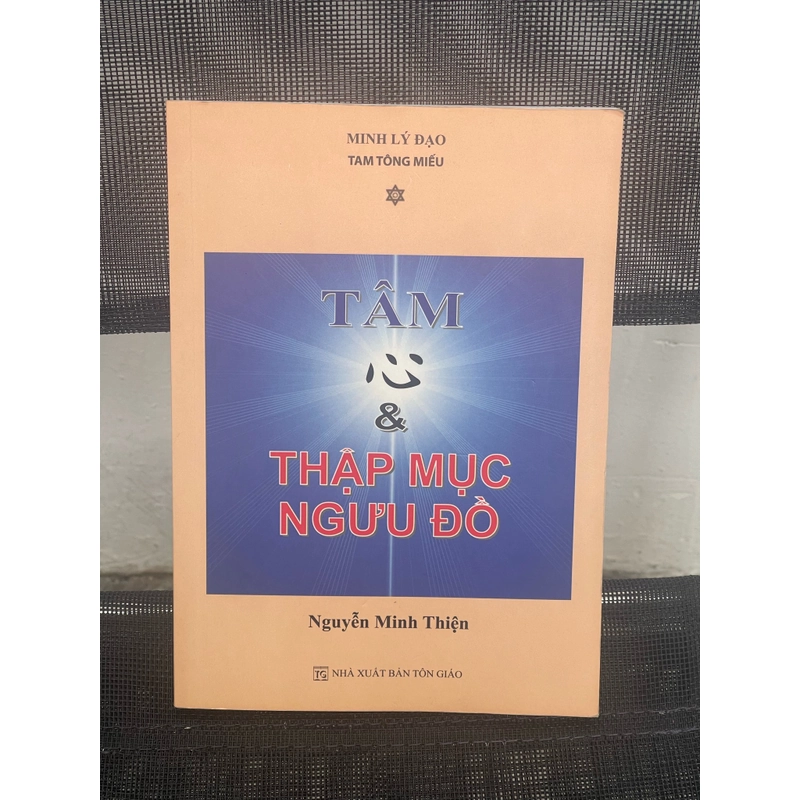 MINH LÝ ĐẠO
TAM TÔNG MIẾU
TÂM
心
&
THẬP MỤC
NGƯU ĐỒ
Nguyễn Minh Thiện
TG NHÀ XUẤT BẢN TÔN GIÁO